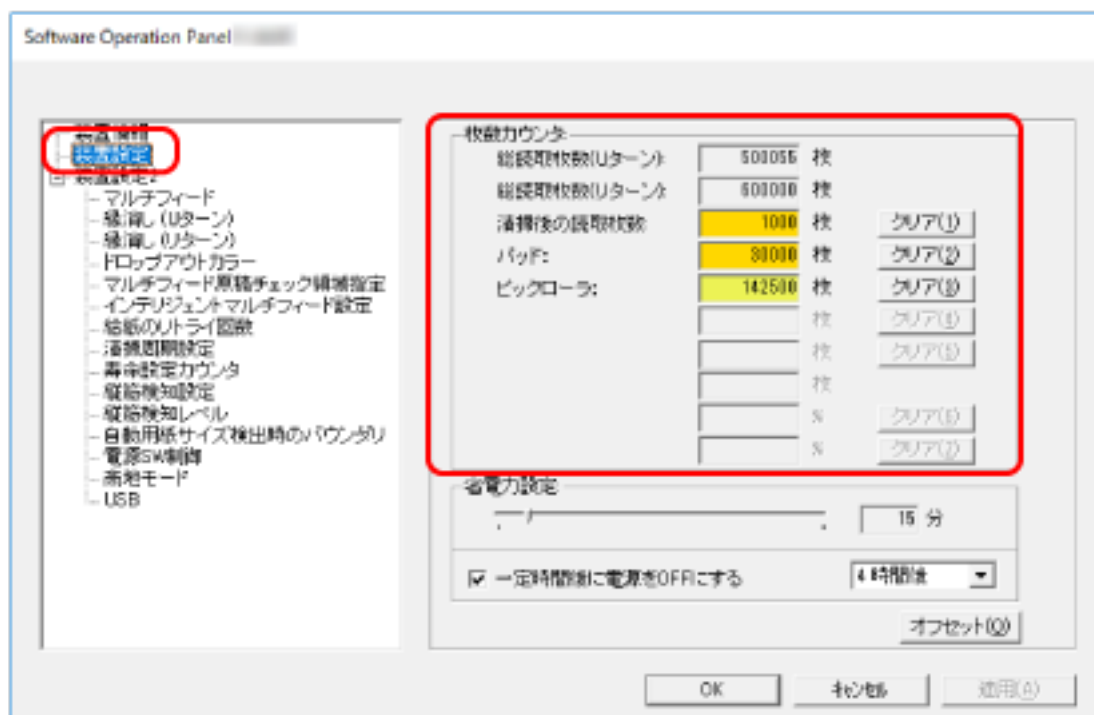 Software Operation Panel
装置情報
装置設定
装置設定2
マルチフィード
縁消し (Uターン)
縁消し (リターン)
ドロップアウトカラー
マルチフィード原稿チェック領域指定
インテリジェントマルチフィード設定
給紙のリトライ回数
清掃周期設定
寿命設定カウンタ
縦筋検知設定
縦筋検知レベル
自動用紙サイズ検出時のバウンダリ
電源SW制御
高地モード
USB
枚数カウンタ
総読取枚数(Uターン): 500055 枚
総読取枚数(リターン): 600000 枚
清掃後の読取枚数: 1000 枚 クリア(1)
パッド: 30000 枚 クリア(2)
ピックローラ: 142500 枚 クリア(3)
枚 クリア(4)
枚 クリア(5)
枚
% クリア(6)
% クリア(7)
省電力設定
15 分
一定時間後に電源をOFFにする 4 時間後
オフセット(O)
OK キャンセル 適用(A)